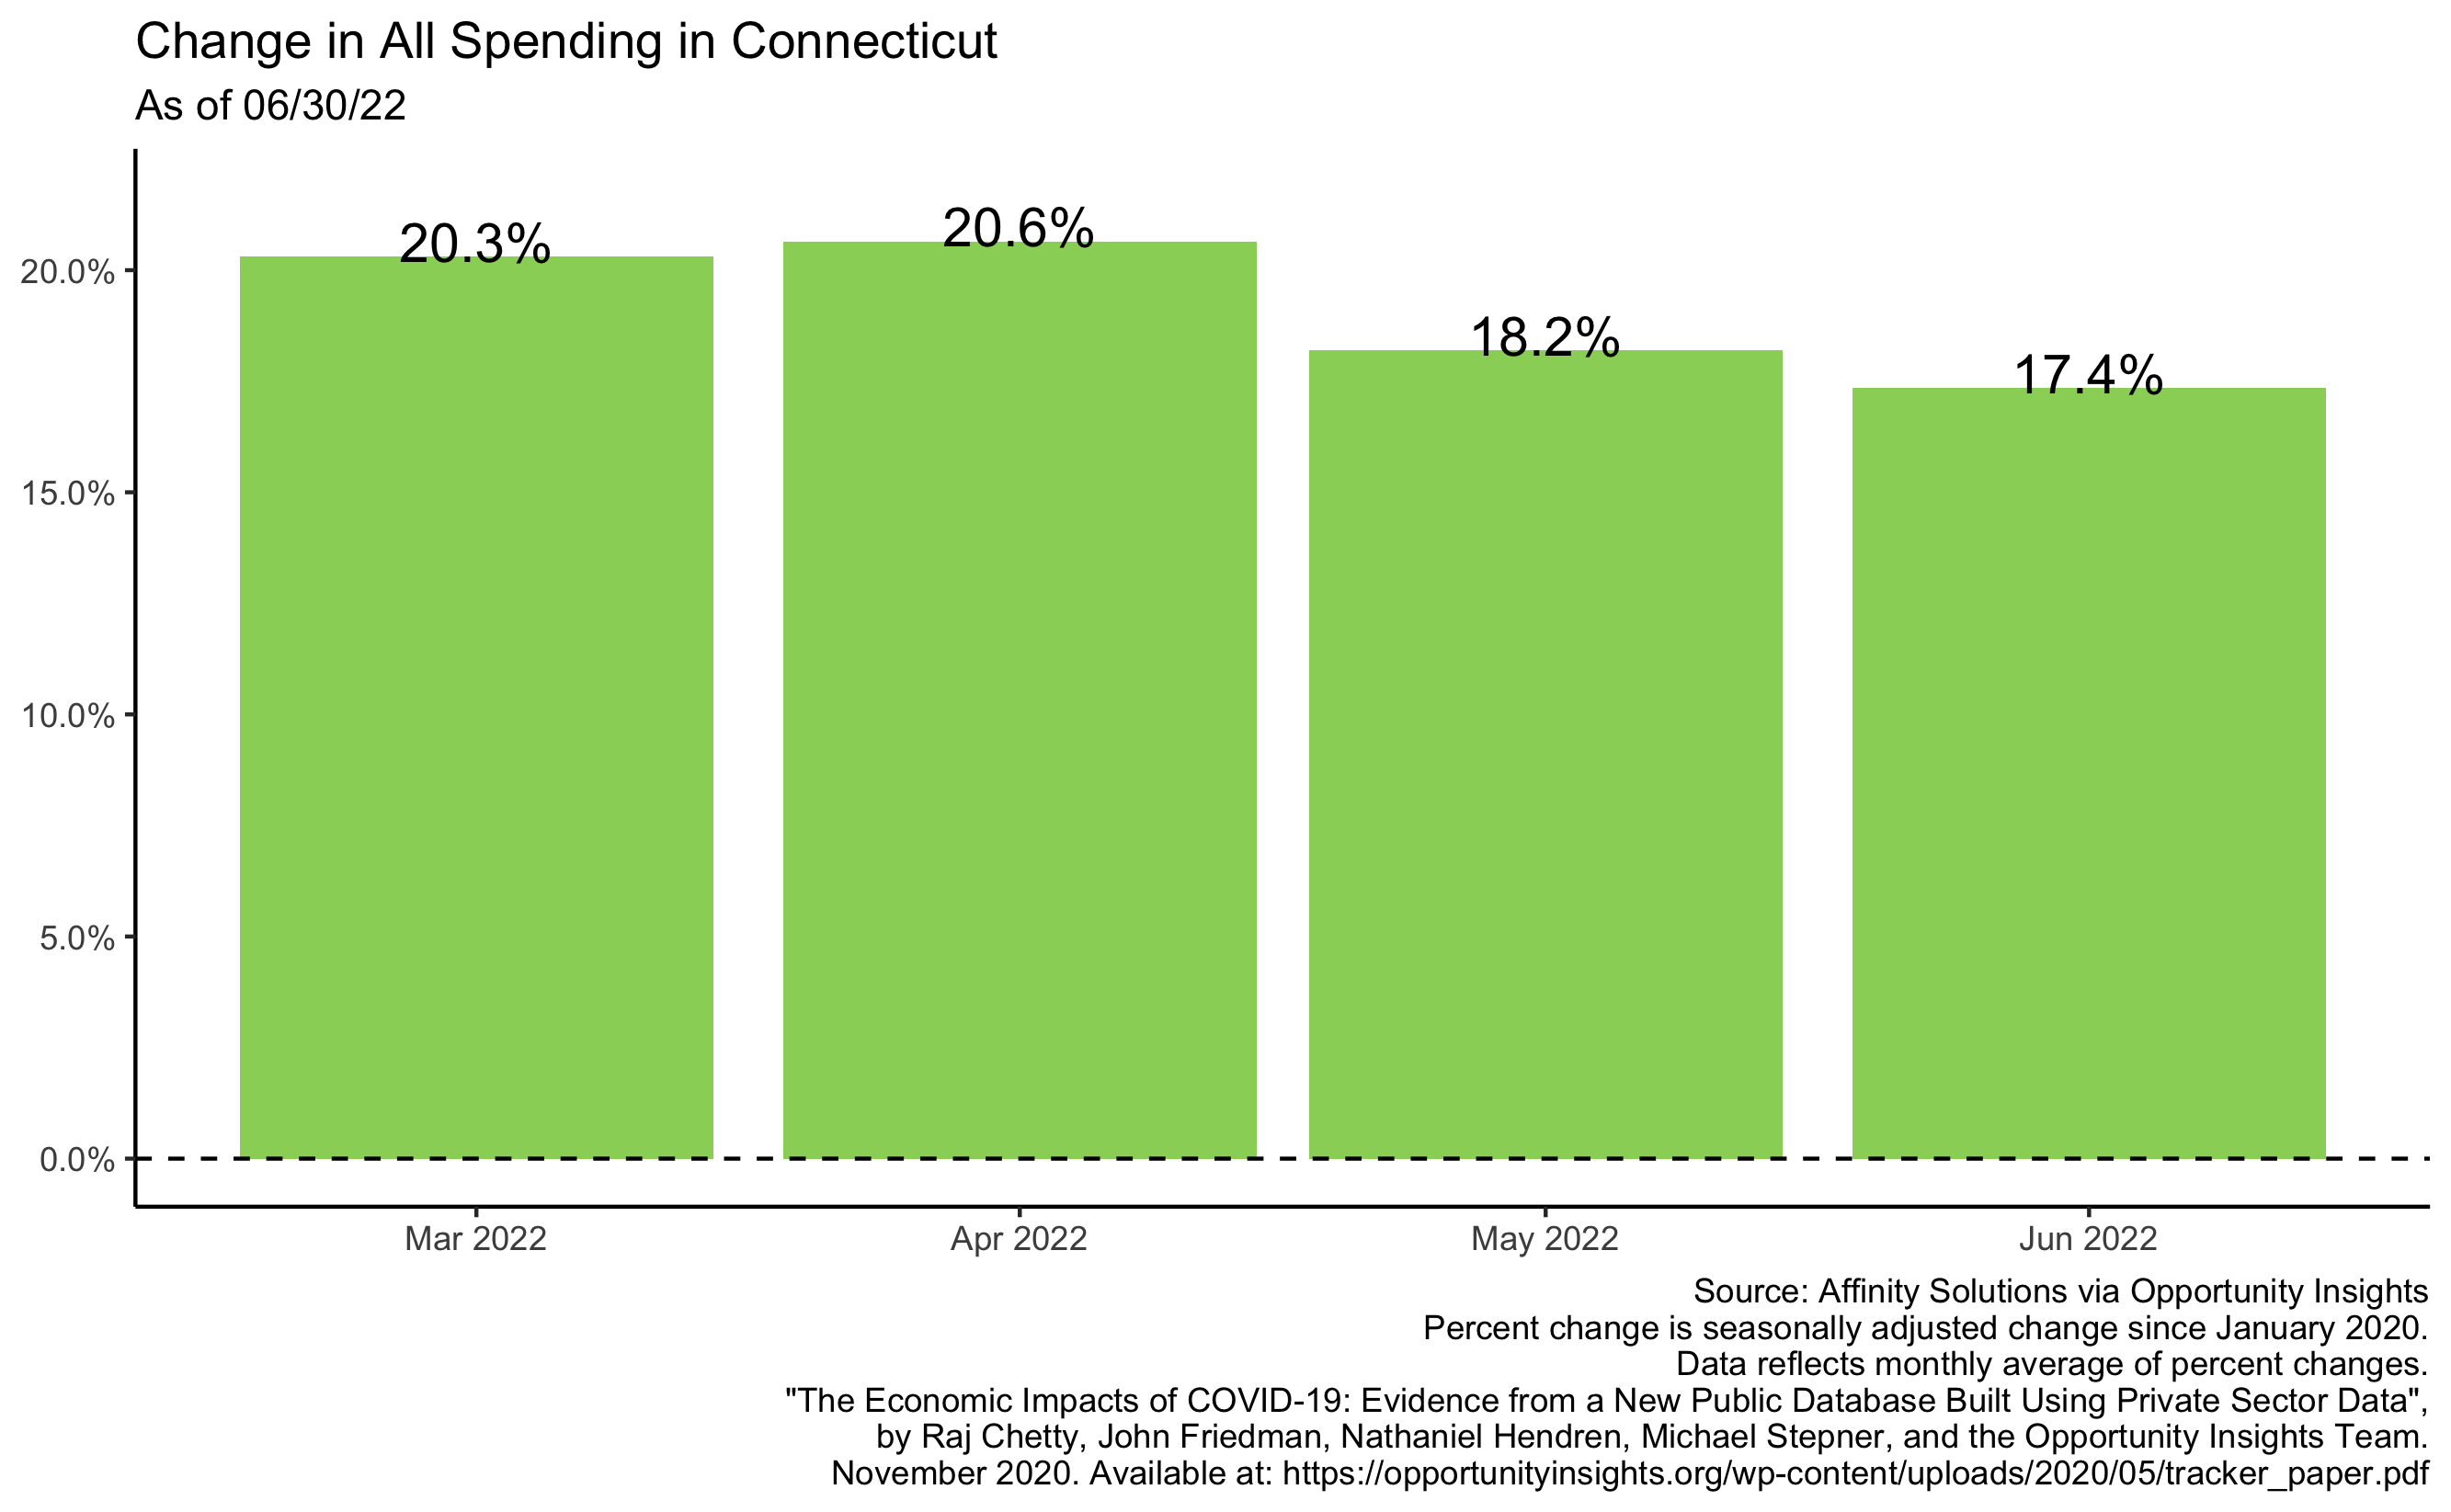 Change in All Spending in Connecticut
As of 06/30/22
20.3%
20.6%
18.2%
17.4%
20.0%
15.0%
10.0%
5.0%
0.0%
Mar 2022
Apr 2022
May 2022
Jun 2022
Source: Affinity Solutions via Opportunity Insights
Percent change is seasonally adjusted change since January 2020.
Data reflects monthly average of percent changes.
"The Economic Impacts of COVID-19: Evidence from a New Public Database Built Using Private Sector Data",
by Raj Chetty, John Friedman, Nathaniel Hendren, Michael Stepner, and the Opportunity Insights Team.
November 2020. Available at: https://opportunityinsights.org/wp-content/uploads/2020/05/tracker_paper.pdf